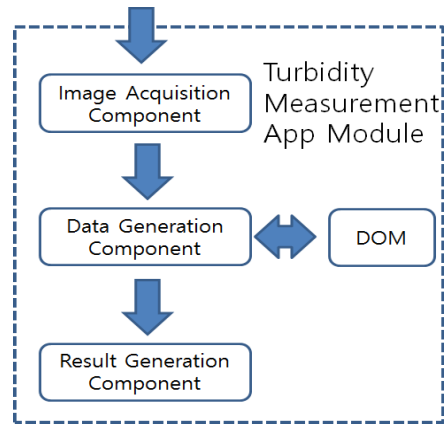 Turbidity
Measurement
App Module
Image Acquisition
Component
Data Generation
Component
DOM
Result Generation
Component